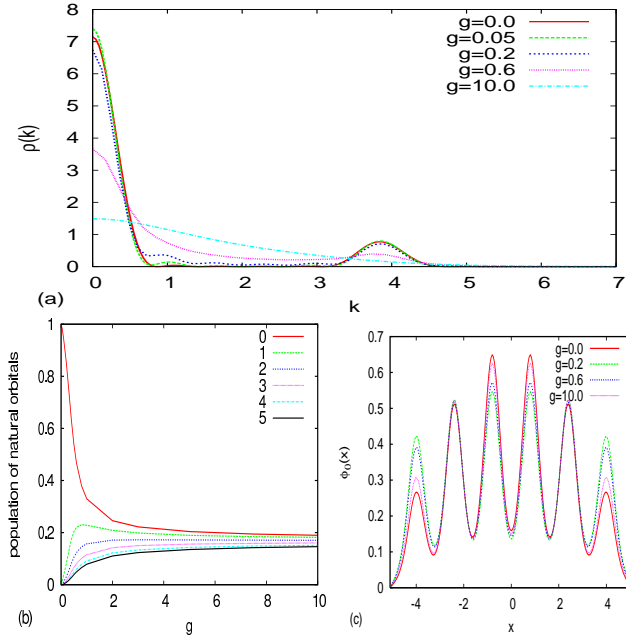 8
7
6
5
4
3
2
1
0
ρ(k)
g=0.0
g=0.05
g=0.2
g=0.6
g=10.0
0 1 2 3 4 5 6 7
(a) k
1
0.8
0.6
0.4
0.2
0
population of natural orbitals
0
1
2
3
4
5
0 2 4 6 8 10
(b) g
0.7
0.6
0.5
0.4
0.3
0.2
0.1
0
ϕ₀(x)
g=0.0
g=0.2
g=0.6
g=10.0
-4 -2 0 2 4
(c) x